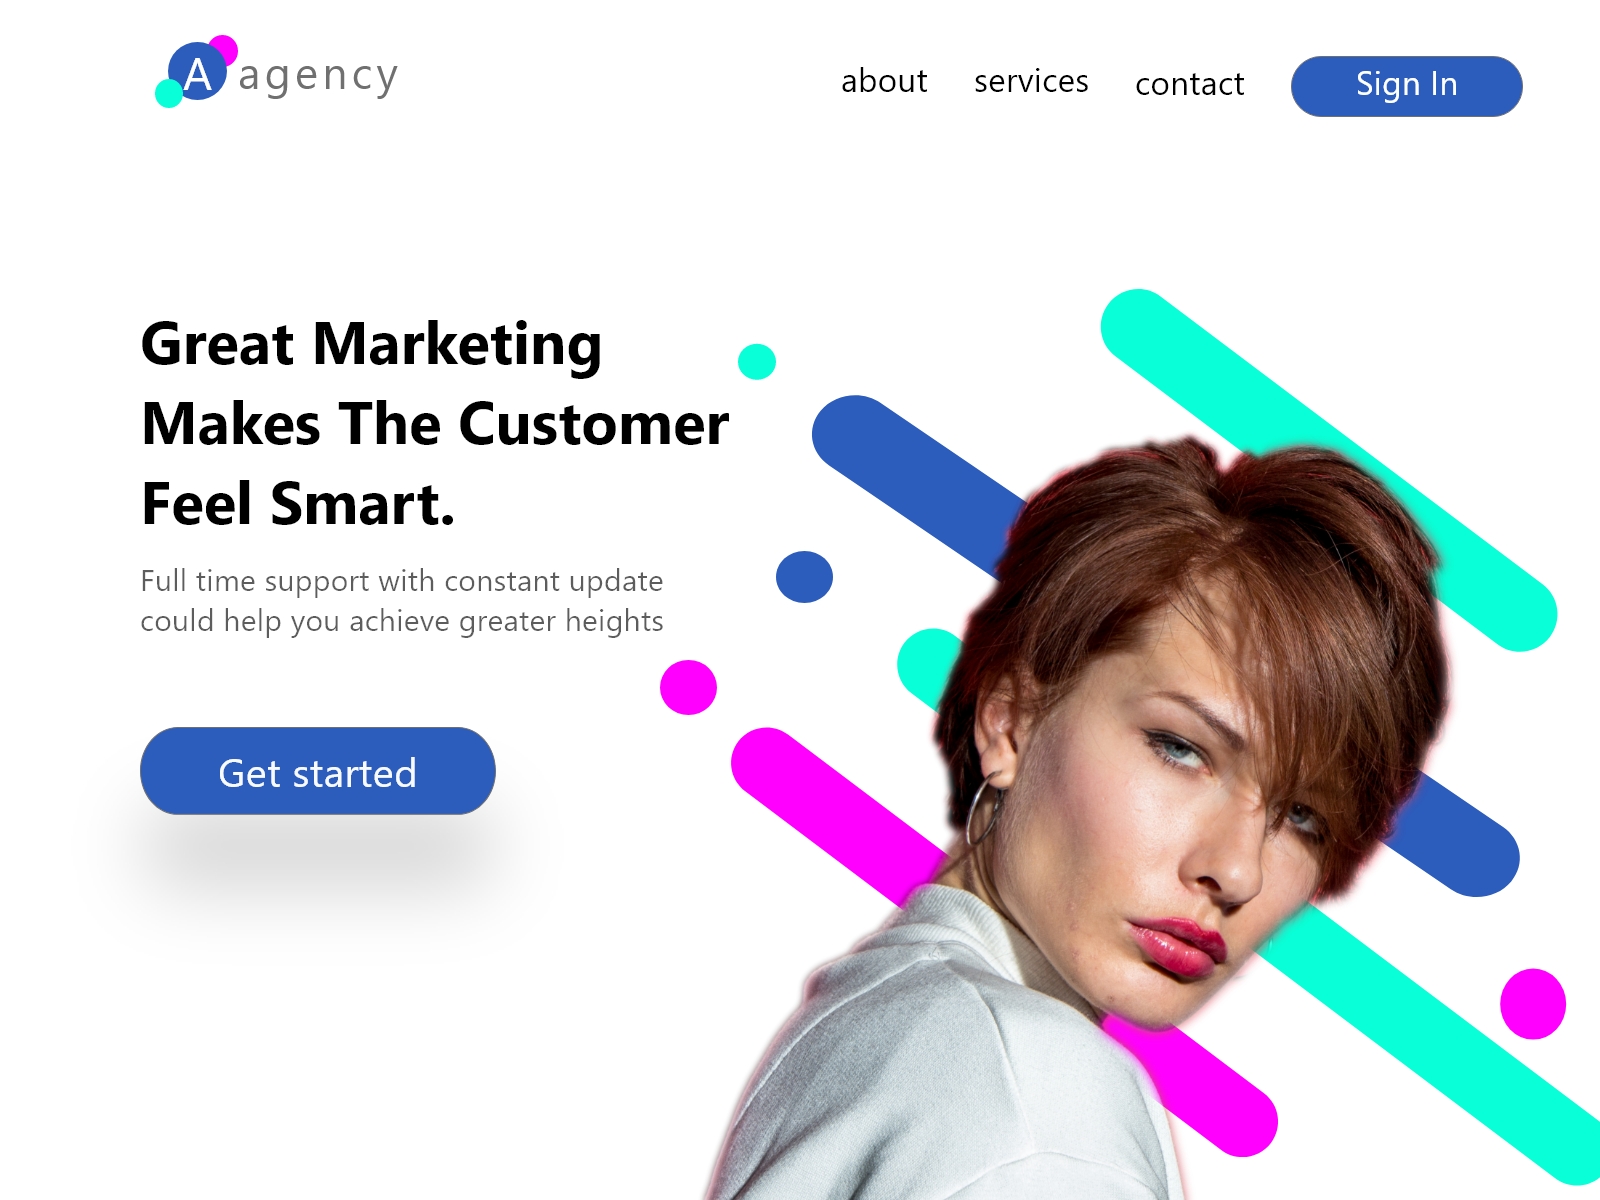 A agency
about services contact Sign In
Great Marketing
Makes The Customer
Feel Smart.
Full time support with constant update
could help you achieve greater heights
Get started